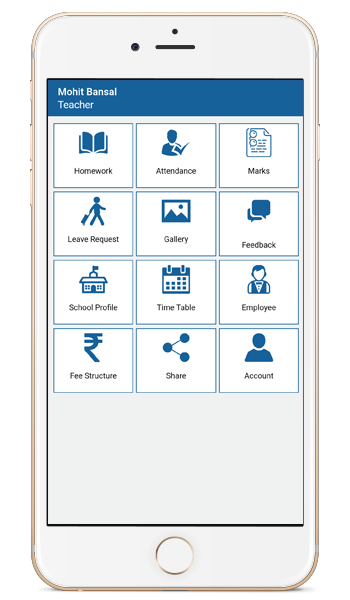 Mohit Bansal
Teacher
Homework
Attendance
Marks
Leave Request
Gallery
Feedback
School Profile
Time Table
Employee
Fee Structure
Share
Account